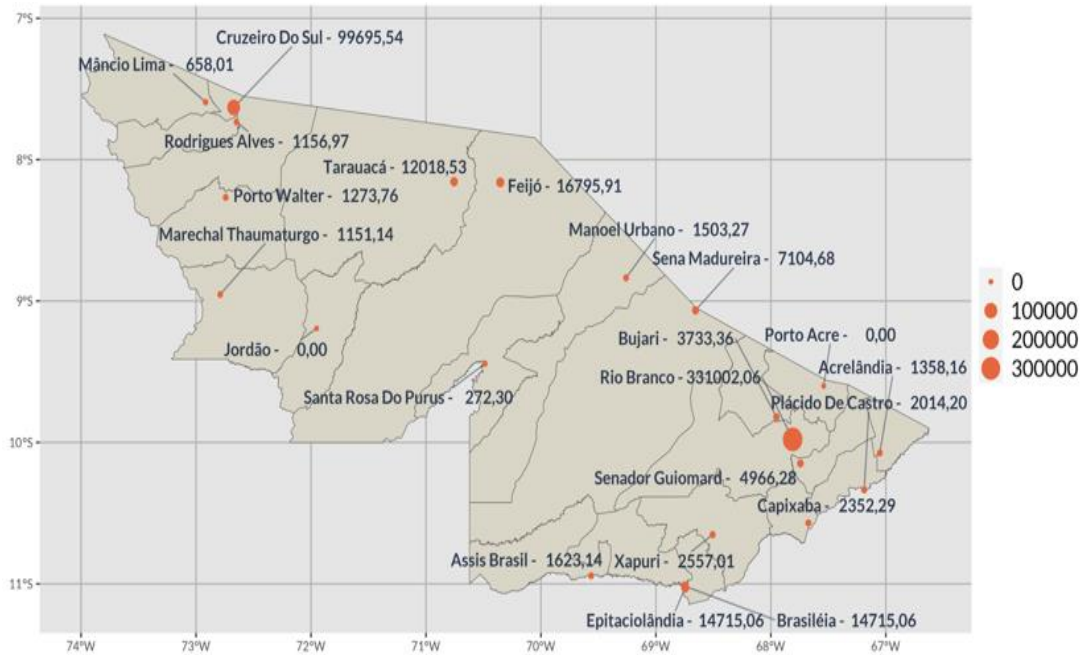 7°S
Cruzeiro Do Sul - 99695,54
Mâncio Lima - 658,01
Rodrigues Alves - 1156,97
8°S
Tarauacá - 12018,53
Feijó - 16795,91
Porto Walter - 1273,76
Manoel Urbano - 1503,27
Marechal Thaumaturgo - 1151,14
Sena Madureira - 7104,68
0
9°S
100000
Bujari - 3733,36
Porto Acre - 0,00
200000
Jordão - 0,00
Acrelândia - 1358,16
300000
Rio Branco - 331002,06
Santa Rosa Do Purus - 272,30
Plácido De Castro - 2014,20
10°S
Senador Guiomard - 4966,28
Capixaba - 2352,29
Assis Brasil - 1623,14
Xapuri - 2557,01
11°S
Epitaciolândia - 14715,06
Brasiléia - 14715,06
74°W 73°W 72°W 71°W 70°W 69°W 68°W 67°W